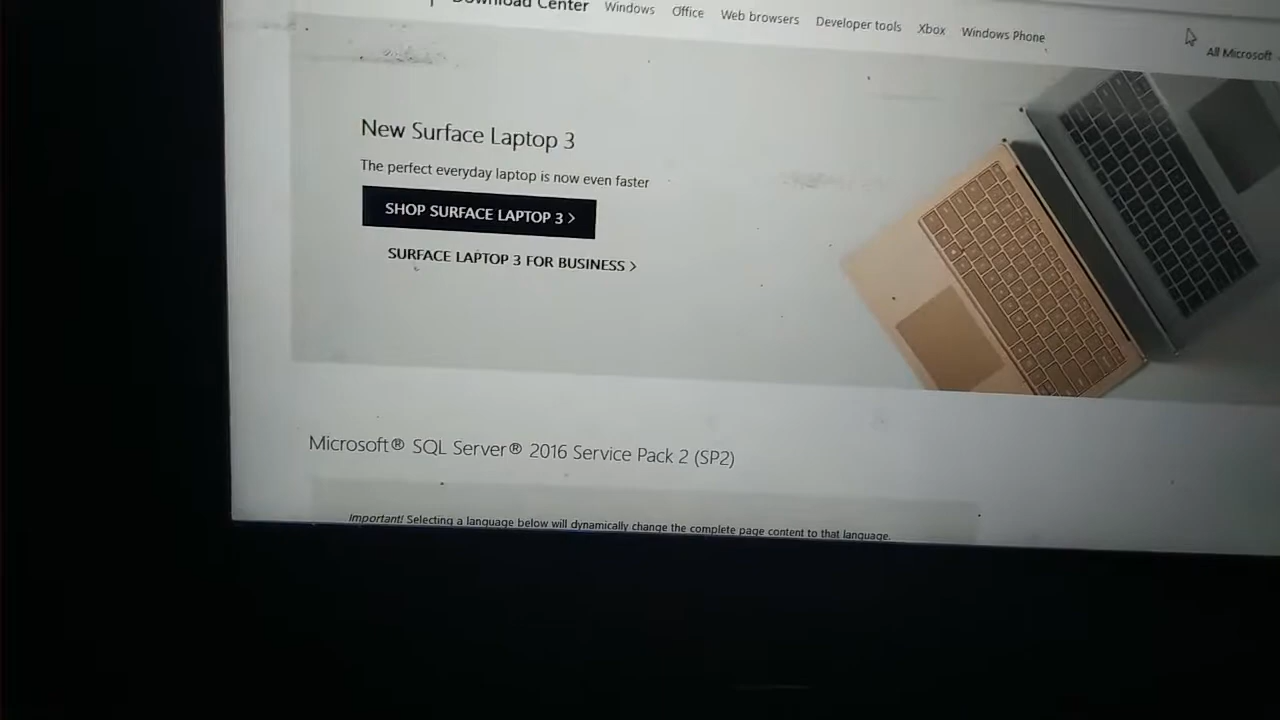 Download Center Windows Office Web browsers Developer tools Xbox Windows Phone
All Microsoft
New Surface Laptop 3
The perfect everyday laptop is now even faster
SHOP SURFACE LAPTOP 3 >
SURFACE LAPTOP 3 FOR BUSINESS >
Microsoft® SQL Server® 2016 Service Pack 2 (SP2)
Important! Selecting a language below will dynamically change the complete page content to that language.